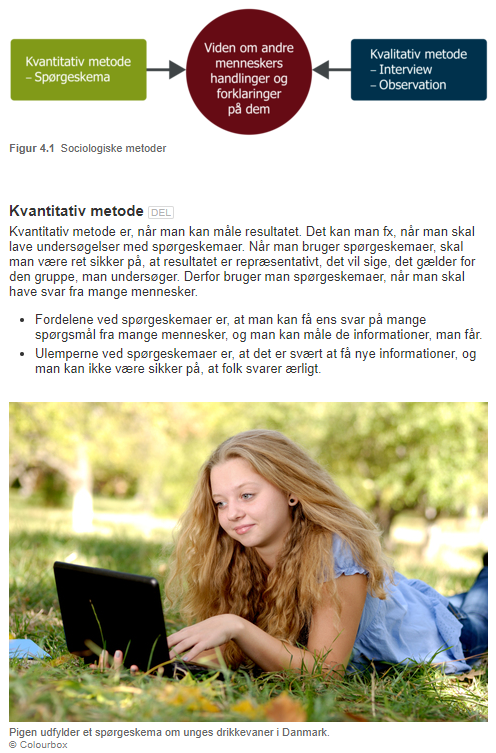 Kvantitativ metode
– Spørgeskema
Viden om andre
menneskers
handlinger og
forklaringer
på dem
Kvalitativ metode
– Interview
– Observation
Figur 4.1 Sociologiske metoder
Kvantitativ metode DEL
Kvantitativ metode er, når man kan måle resultatet. Det kan man fx, når man skal
lave undersøgelser med spørgeskemaer. Når man bruger spørgeskemaer, skal
man være ret sikker på, at resultatet er repræsentativt, det vil sige, det gælder for
den gruppe, man undersøger. Derfor bruger man spørgeskemaer, når man skal
have svar fra mange mennesker.
• Fordelene ved spørgeskemaer er, at man kan få ens svar på mange
spørgsmål fra mange mennesker, og man kan måle de informationer, man får.
• Ulemperne ved spørgeskemaer er, at det er svært at få nye informationer, og
man kan ikke være sikker på, at folk svarer ærligt.
Pigen udfylder et spørgeskema om unges drikkevaner i Danmark.
© Colourbox